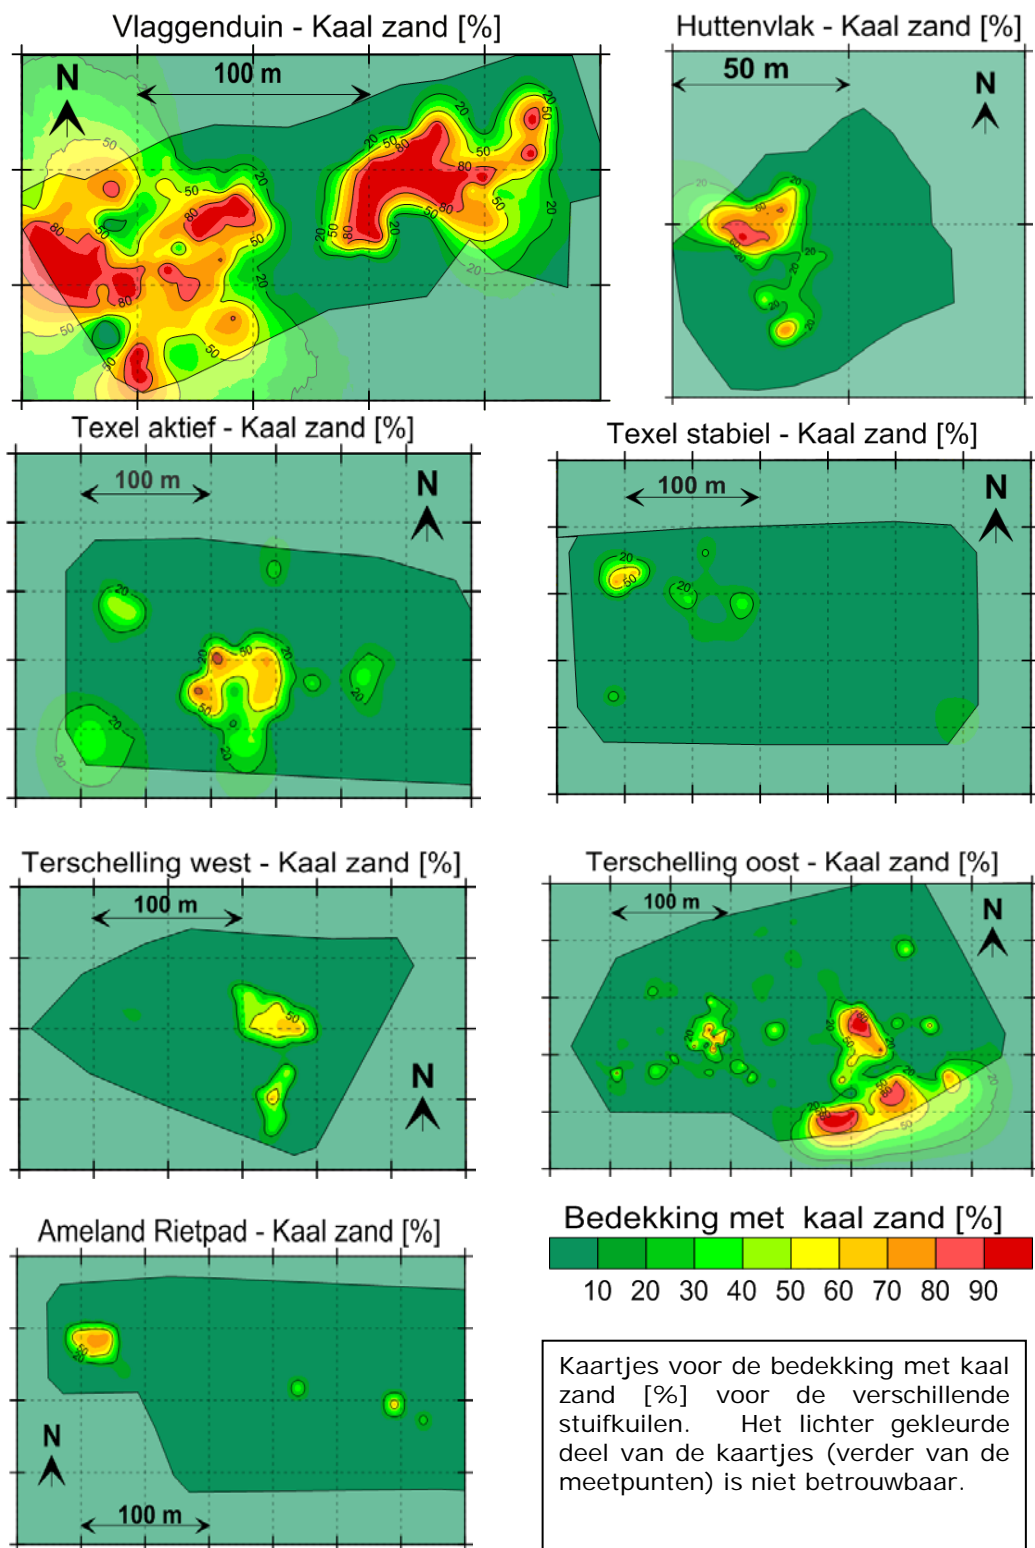 Vlaggenduin - Kaal zand [%]
N
100 m
Huttenvlak - Kaal zand [%]
50 m
N
Texel aktief - Kaal zand [%]
100 m
N
Texel stabiel - Kaal zand [%]
100 m
N
Terschelling west - Kaal zand [%]
100 m
N
Terschelling oost - Kaal zand [%]
100 m
N
Ameland Rietpad - Kaal zand [%]
N
100 m
Bedekking met kaal zand [%]
10 20 30 40 50 60 70 80 90
Kaartjes voor de bedekking met kaal
zand [%] voor de verschillende
stuifkuilen. Het lichter gekleurde
deel van de kaartjes (verder van de
meetpunten) is niet betrouwbaar.